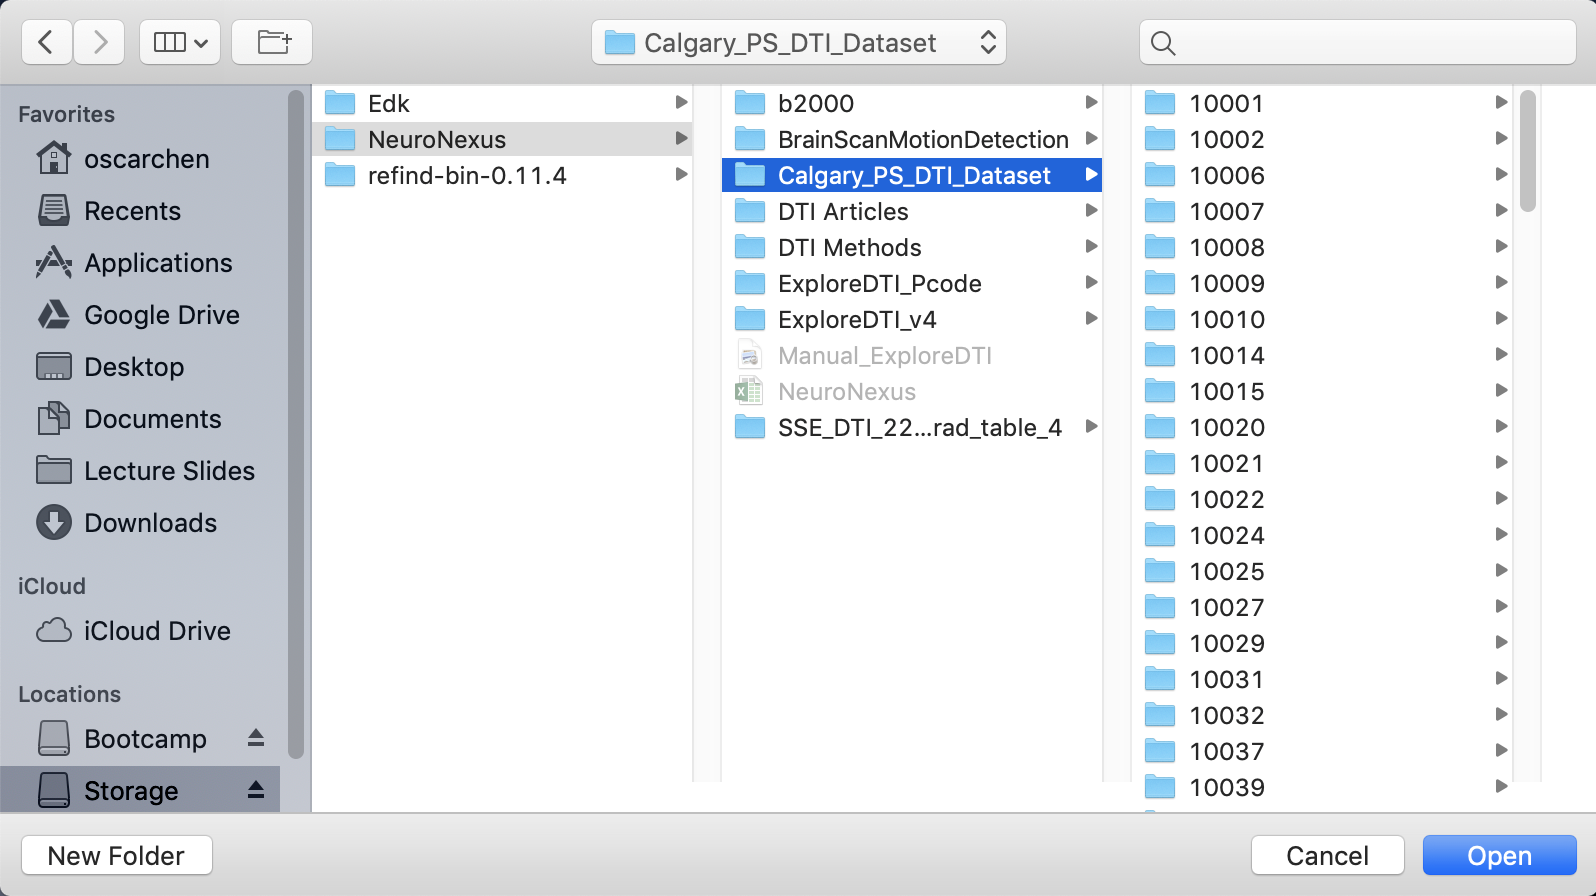 Calgary_PS_DTI_Dataset
Favorites
oscarchen
Recents
Applications
Google Drive
Desktop
Documents
Lecture Slides
Downloads
iCloud
iCloud Drive
Locations
Bootcamp
Storage
Edk
NeuroNexus
refind-bin-0.11.4
b2000
BrainScanMotionDetection
Calgary_PS_DTI_Dataset
DTI Articles
DTI Methods
ExploreDTI_Pcode
ExploreDTI_v4
Manual_ExploreDTI
NeuroNexus
SSE_DTI_22...rad_table_4
10001
10002
10006
10007
10008
10009
10010
10014
10015
10020
10021
10022
10024
10025
10027
10029
10031
10032
10037
10039
New Folder
Cancel
Open